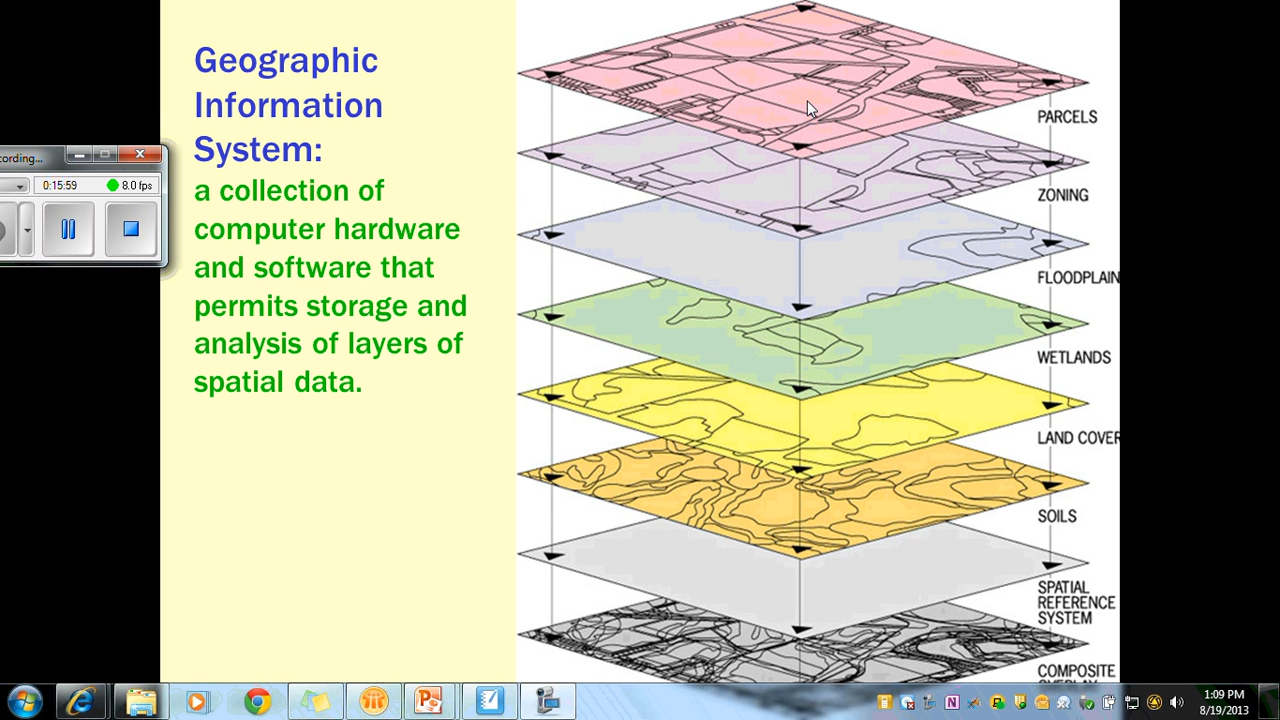 Geographic
Information
System:
a collection of
computer hardware
and software that
permits storage and
analysis of layers of
spatial data.
cording...
0:15:59
8.0 fps
PARCELS
ZONING
FLOODPLAIN
WETLANDS
LAND COVER
SOILS
SPATIAL
REFERENCE
SYSTEM
COMPOSITE
OVERLAY
1:09 PM
8/19/2013